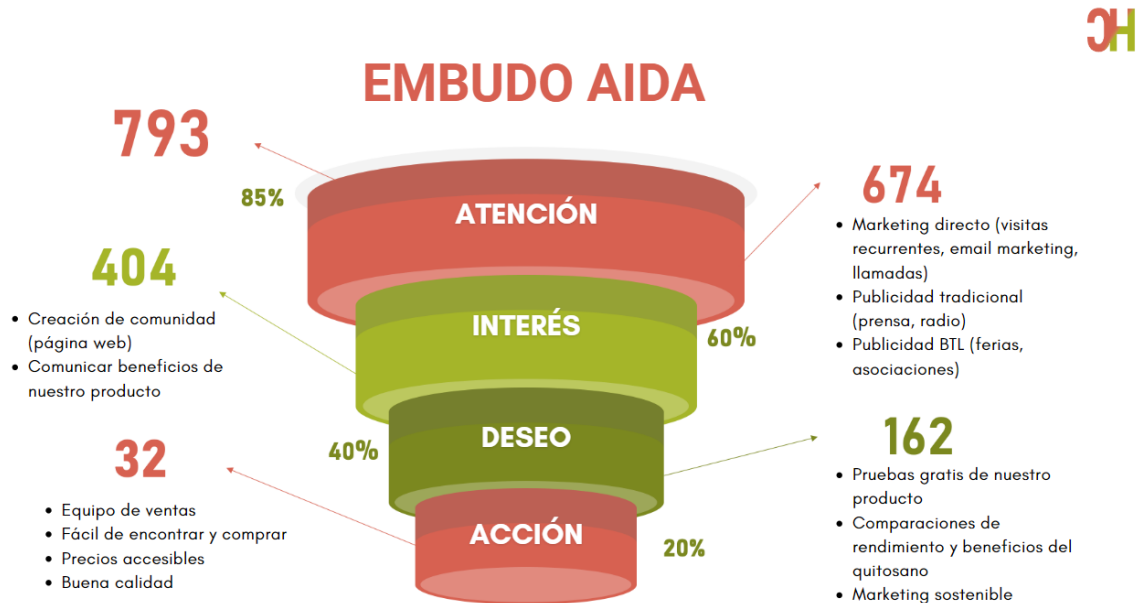 CH
EMBUDO AIDA
793
85%
ATENCIÓN
674
• Marketing directo (visitas
recurrentes, email marketing,
llamadas)
• Publicidad tradicional
(prensa, radio)
• Publicidad BTL (ferias,
asociaciones)
404
• Creación de comunidad
(página web)
• Comunicar beneficios de
nuestro producto
INTERÉS
60%
DESEO
40%
162
• Pruebas gratis de nuestro
producto
• Comparaciones de
rendimiento y beneficios del
quitosano
• Marketing sostenible
32
• Equipo de ventas
• Fácil de encontrar y comprar
• Precios accesibles
• Buena calidad
ACCIÓN
20%